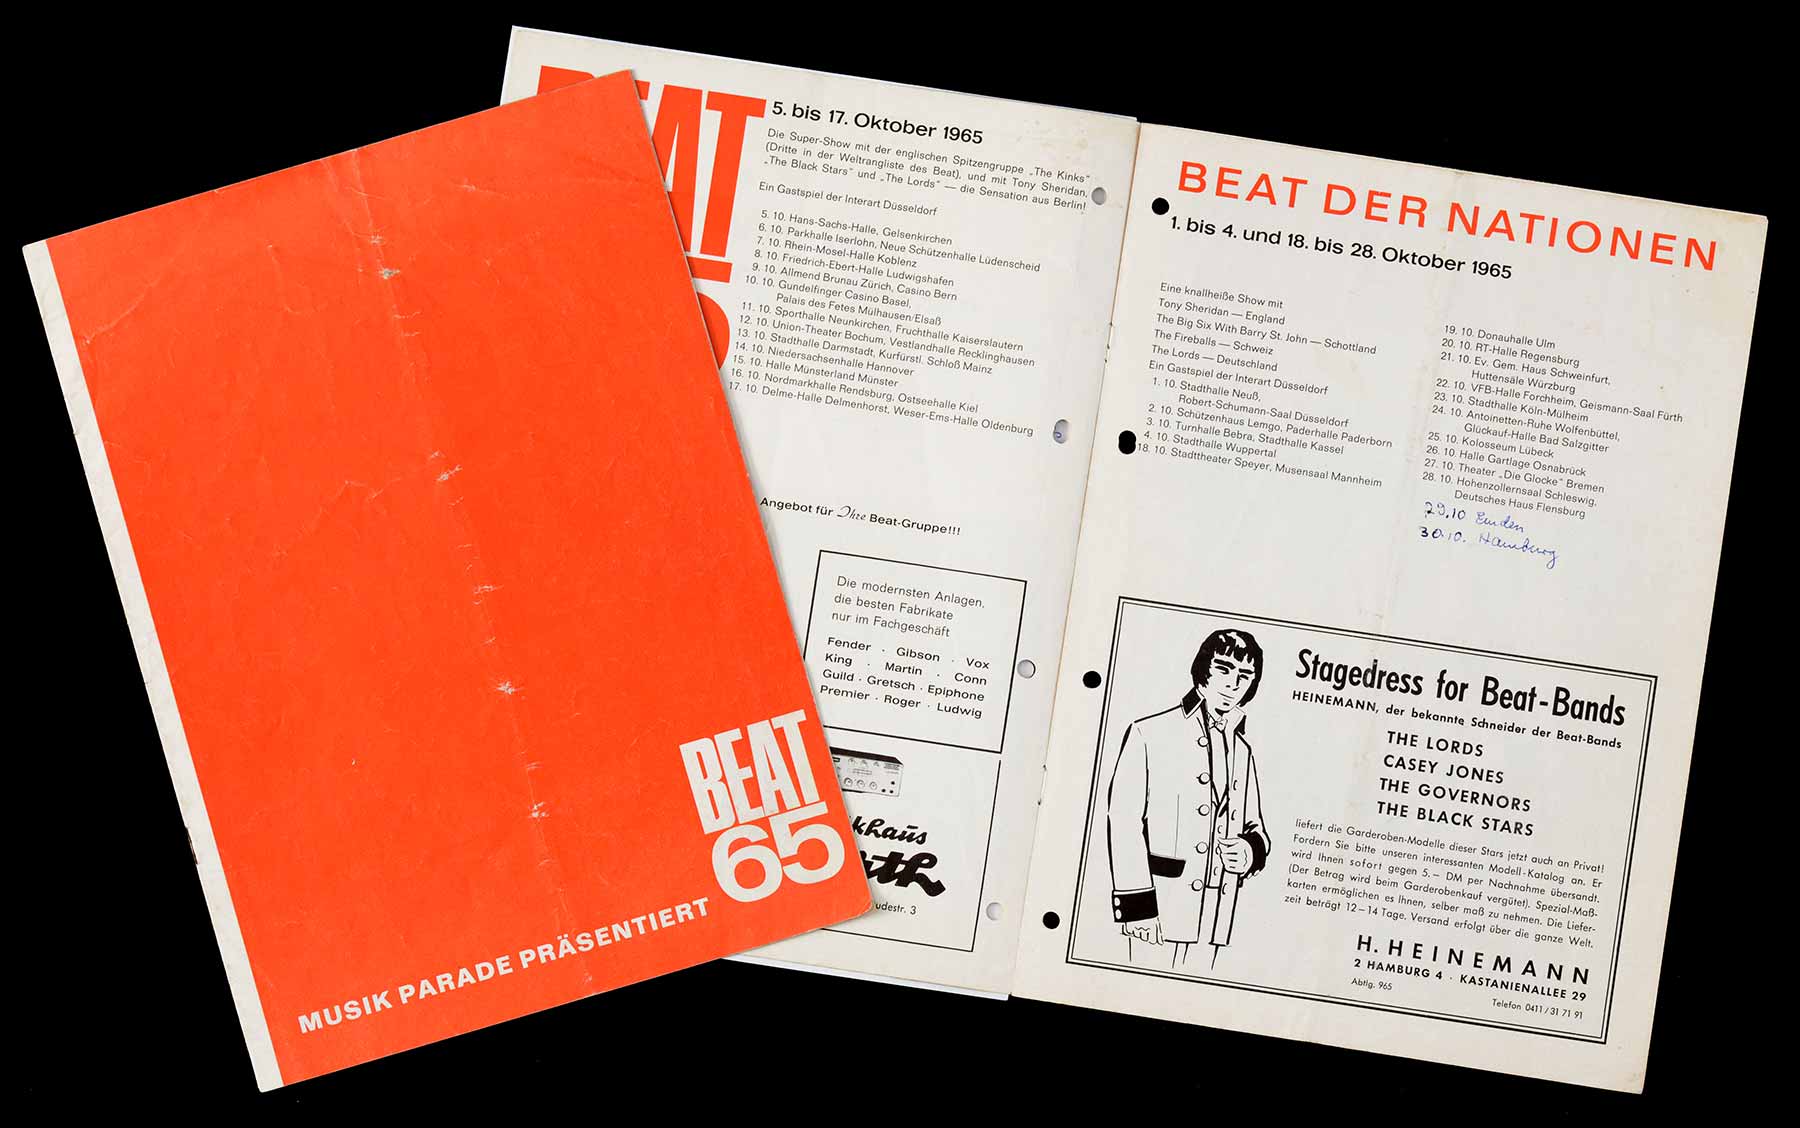 BEAT
65
MUSIK PARADE PRÄSENTIERT
BEAT
5. bis 17. Oktober 1965
Die Super-Show mit der englischen Spitzengruppe „The Kinks"
(Dritte in der Weltrangliste des Beat), und mit Tony Sheridan,
„The Black Stars" und „The Lords" — die Sensation aus Berlin!
Ein Gastspiel der Interart Düsseldorf
5. 10. Hans-Sachs-Halle, Gelsenkirchen
6. 10. Parkhalle Iserlohn, Neue Schützenhalle Lüdenscheid
7. 10. Rhein-Mosel-Halle Koblenz
8. 10. Friedrich-Ebert-Halle Ludwigshafen
9. 10. Allmend Brunau Zürich, Casino Bern
10. 10. Gundelfinger Casino Basel,
Palais des Fetes Mülhausen/Elsaß
11. 10. Sporthalle Neunkirchen, Fruchthalle Kaiserslautern
12. 10. Union-Theater Bochum, Vestlandhalle Recklinghausen
13. 10. Stadthalle Darmstadt, Kurfürstl. Schloß Mainz
14. 10. Niedersachsenhalle Hannover
15. 10. Halle Münsterland Münster
16. 10. Nordmarkhalle Rendsburg, Ostseehalle Kiel
17. 10. Delme-Halle Delmenhorst, Weser-Ems-Halle Oldenburg
Angebot für Ihre Beat-Gruppe!!!
Die modernsten Anlagen,
die besten Fabrikate
nur im Fachgeschäft
Fender · Gibson · Vox
King · Martin · Conn
Guild · Gretsch · Epiphone
Premier · Roger · Ludwig
udestr. 3
BEAT DER NATIONEN
1. bis 4. und 18. bis 28. Oktober 1965
Eine knallheiße Show mit
Tony Sheridan — England
The Big Six With Barry St. John — Schottland
The Fireballs — Schweiz
The Lords — Deutschland
Ein Gastspiel der Interart Düsseldorf
1. 10. Stadthalle Neuß,
Robert-Schumann-Saal Düsseldorf
2. 10. Schützenhaus Lemgo, Paderhalle Paderborn
3. 10. Turnhalle Bebra, Stadthalle Kassel
4. 10. Stadthalle Wuppertal
18. 10. Stadttheater Speyer, Musensaal Mannheim
19. 10. Donauhalle Ulm
20. 10. RT-Halle Regensburg
21. 10. Ev. Gem. Haus Schweinfurt,
Huttensäle Würzburg
22. 10. VFB-Halle Forchheim, Geismann-Saal Fürth
23. 10. Stadthalle Köln-Mülheim
24. 10. Antoinetten-Ruhe Wolfenbüttel,
Glückauf-Halle Bad Salzgitter
25. 10. Kolosseum Lübeck
26. 10. Halle Gartlage Osnabrück
27. 10. Theater „Die Glocke" Bremen
28. 10. Hohenzollernsaal Schleswig,
Deutsches Haus Flensburg
29.10 Emden
30.10. Hamburg
Stagedress for Beat-Bands
HEINEMANN, der bekannte Schneider der Beat-Bands
THE LORDS
CASEY JONES
THE GOVERNORS
THE BLACK STARS
liefert die Garderoben-Modelle dieser Stars jetzt auch an Privat!
Fordern Sie bitte unseren interessanten Modell-Katalog an. Er
wird Ihnen sofort gegen 5.– DM per Nachnahme übersandt.
(Der Betrag wird beim Garderobenkauf vergütet). Spezial-Maß-
karten ermöglichen es Ihnen, selber maß zu nehmen. Die Liefer-
zeit beträgt 12–14 Tage. Versand erfolgt über die ganze Welt.
H. HEINEMANN
2 HAMBURG 4 · KASTANIENALLEE 29
Abtlg. 965
Telefon 0411/31 71 91